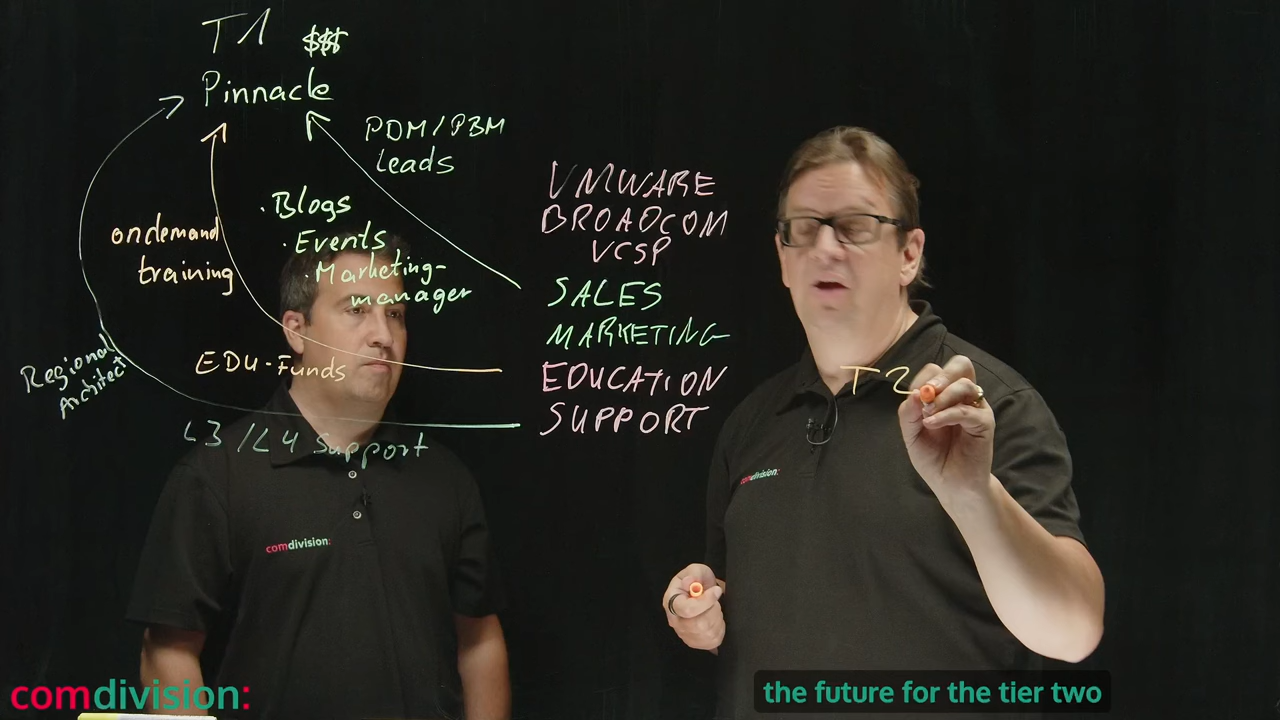 T1 $$$
Pinnacle
PDM/PBM
Leads
• Blogs
• Events
• Marketing-
manager
ondemand
training
EDU-Funds
Regional
Architect
L3/L4 Support
VMWARE
BROADCOM
VCSP
SALES
MARKETING
EDUCATION
SUPPORT
T2
comdivision:
comdivision:
comdivision:
the future for the tier two